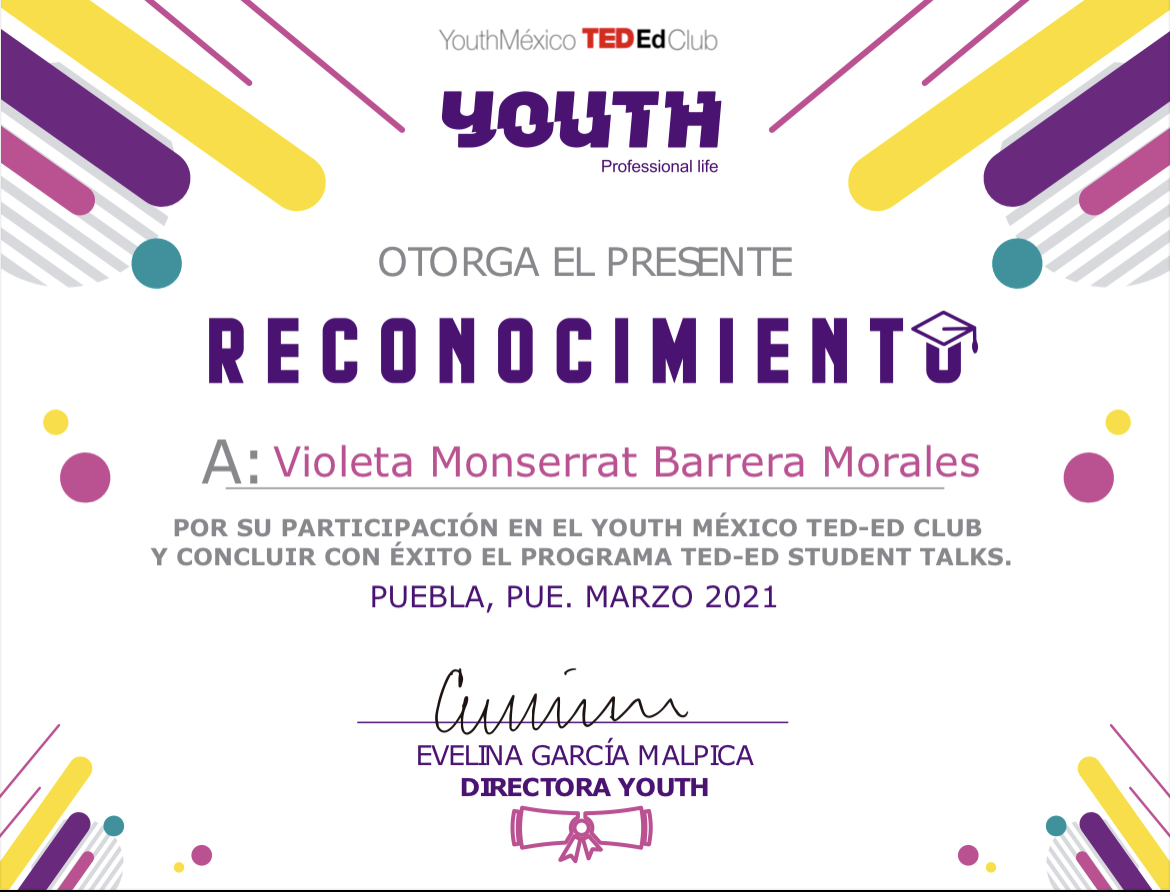 YouthMéxico TEDEdClub
YOUTH
Professional life
OTORGA EL PRESENTE
RECONOCIMIENTO
A: Violeta Monserrat Barrera Morales
POR SU PARTICIPACIÓN EN EL YOUTH MÉXICO TED-ED CLUB
Y CONCLUIR CON ÉXITO EL PROGRAMA TED-ED STUDENT TALKS.
PUEBLA, PUE. MARZO 2021
EVELINA GARCÍA MALPICA
DIRECTORA YOUTH